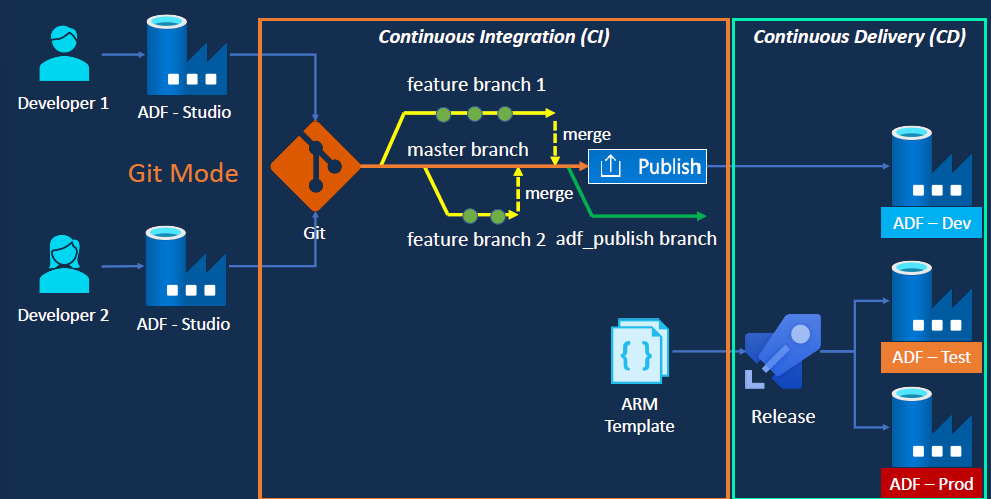 Continuous Integration (CI)
Continuous Delivery (CD)
Developer 1
ADF - Studio
feature branch 1
merge
master branch
Publish
Git Mode
merge
ADF – Dev
Git
feature branch 2
adf_publish branch
Developer 2
ADF - Studio
{ }
ADF – Test
ARM
Template
Release
ADF – Prod